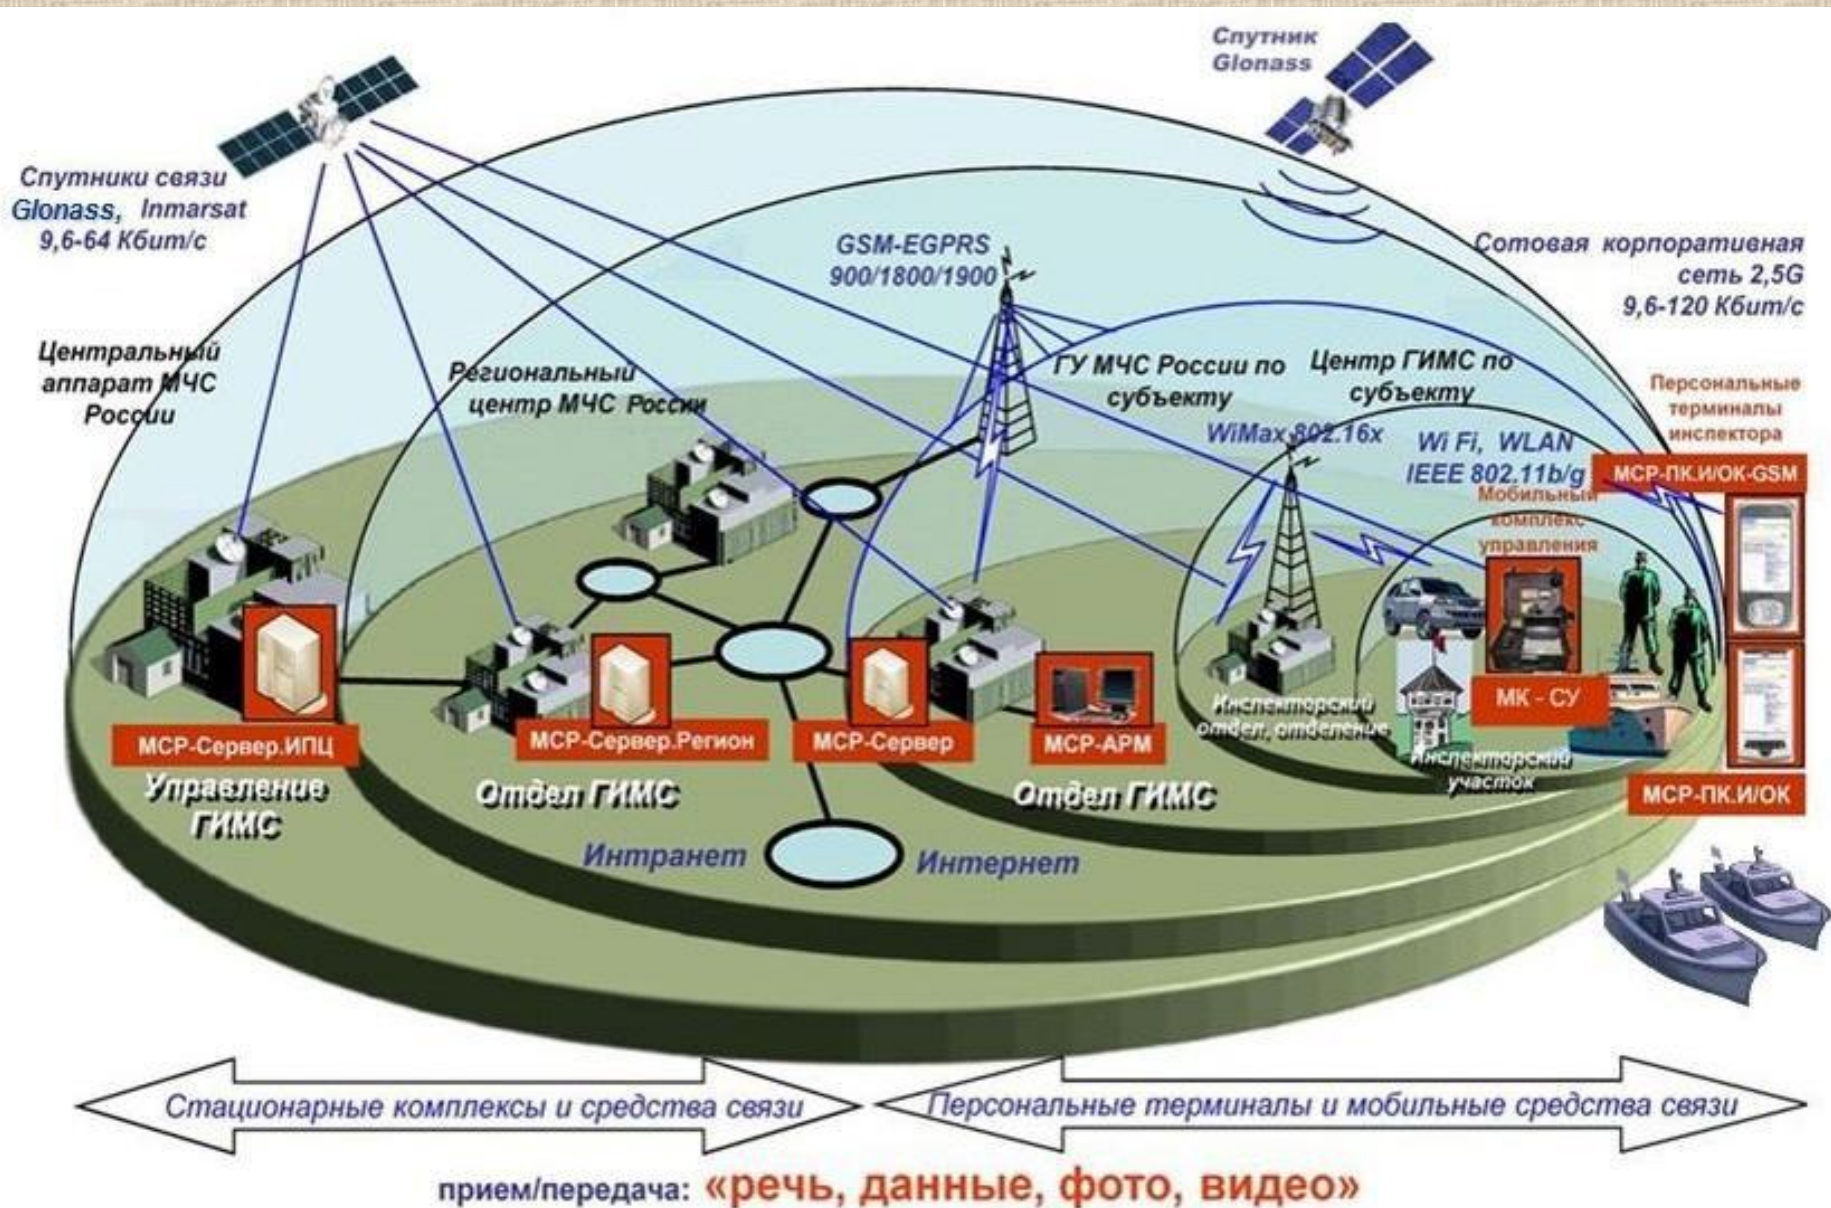 Спутник
Glonass
Спутники связи
Glonass, Inmarsat
9,6-64 Кбит/с
GSM-EGPRS
900/1800/1900
Сотовая корпоративная
сеть 2,5G
9,6-120 Кбит/с
Центральный
аппарат МЧС
России
Региональный
центр МЧС России
ГУ МЧС России по
субъекту
Центр ГИМС по
субъекту
Персональные
терминалы
инспектора
WiMax 802.16x
Wi Fi, WLAN
IEEE 802.11b/g
МСР-ПК.И/ОК-GSM
Мобильный
комплекс
управления
МК - СУ
Инспекторский
отдел, отделение
Инспекторский
участок
МСР-Сервер.ИПЦ
МСР-Сервер.Регион
МСР-Сервер
МСР-АРМ
МСР-ПК.И/ОК
Управление
ГИМС
Отдел ГИМС
Отдел ГИМС
Интранет
Интернет
Стационарные комплексы и средства связи
Персональные терминалы и мобильные средства связи
прием/передача: «речь, данные, фото, видео»